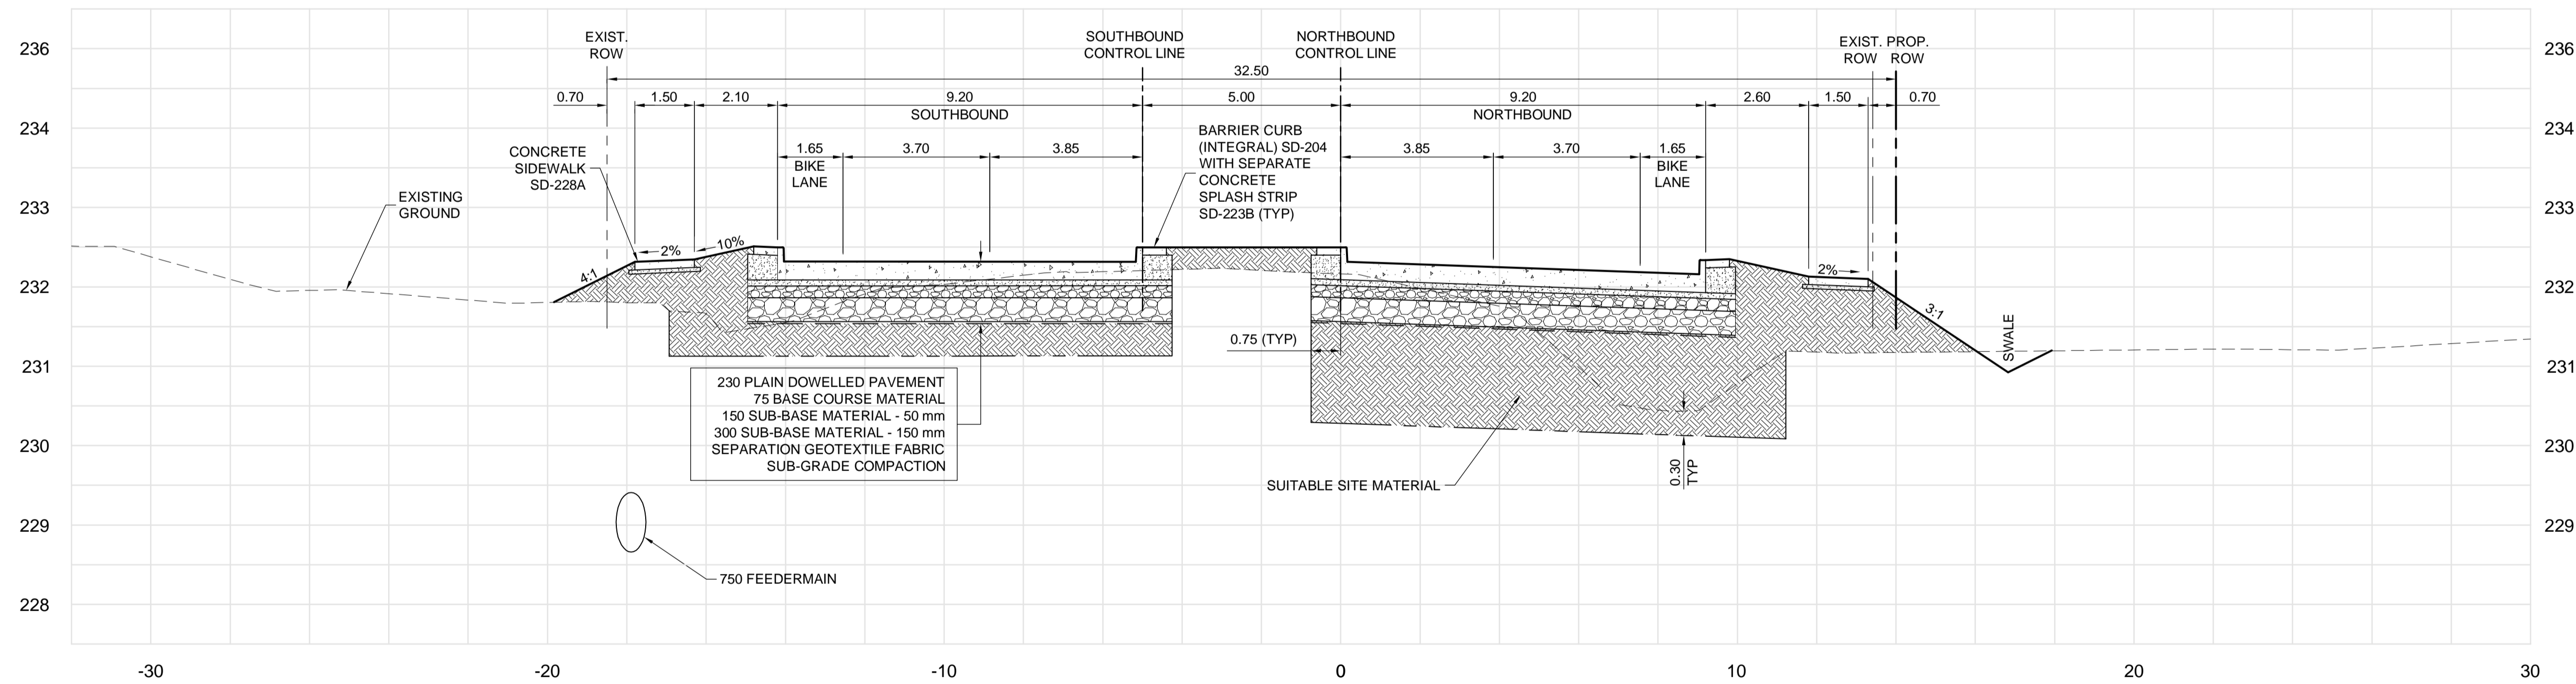 EXIST.
ROW
SOUTHBOUND
CONTROL LINE
NORTHBOUND
CONTROL LINE
EXIST. PROP.
ROW ROW
236
236
32.50
0.70
1.50
2.10
9.20
5.00
9.20
2.60
1.50
0.70
SOUTHBOUND
NORTHBOUND
234
234
BARRIER CURB
(INTEGRAL) SD-204
WITH SEPARATE
CONCRETE
SPLASH STRIP
SD-223B (TYP)
CONCRETE
SIDEWALK
SD-228A
1.65
3.70
3.85
3.85
3.70
1.65
BIKE
LANE
BIKE
LANE
EXISTING
GROUND
233
233
2%
10%
4:1
2%
3:1
232
232
SWALE
0.75 (TYP)
231
231
230 PLAIN DOWELLED PAVEMENT
75 BASE COURSE MATERIAL
150 SUB-BASE MATERIAL - 50 mm
300 SUB-BASE MATERIAL - 150 mm
SEPARATION GEOTEXTILE FABRIC
SUB-GRADE COMPACTION
230
230
SUITABLE SITE MATERIAL
0.30
TYP
229
229
750 FEEDERMAIN
228
228
-30
-20
-10
0
10
20
30